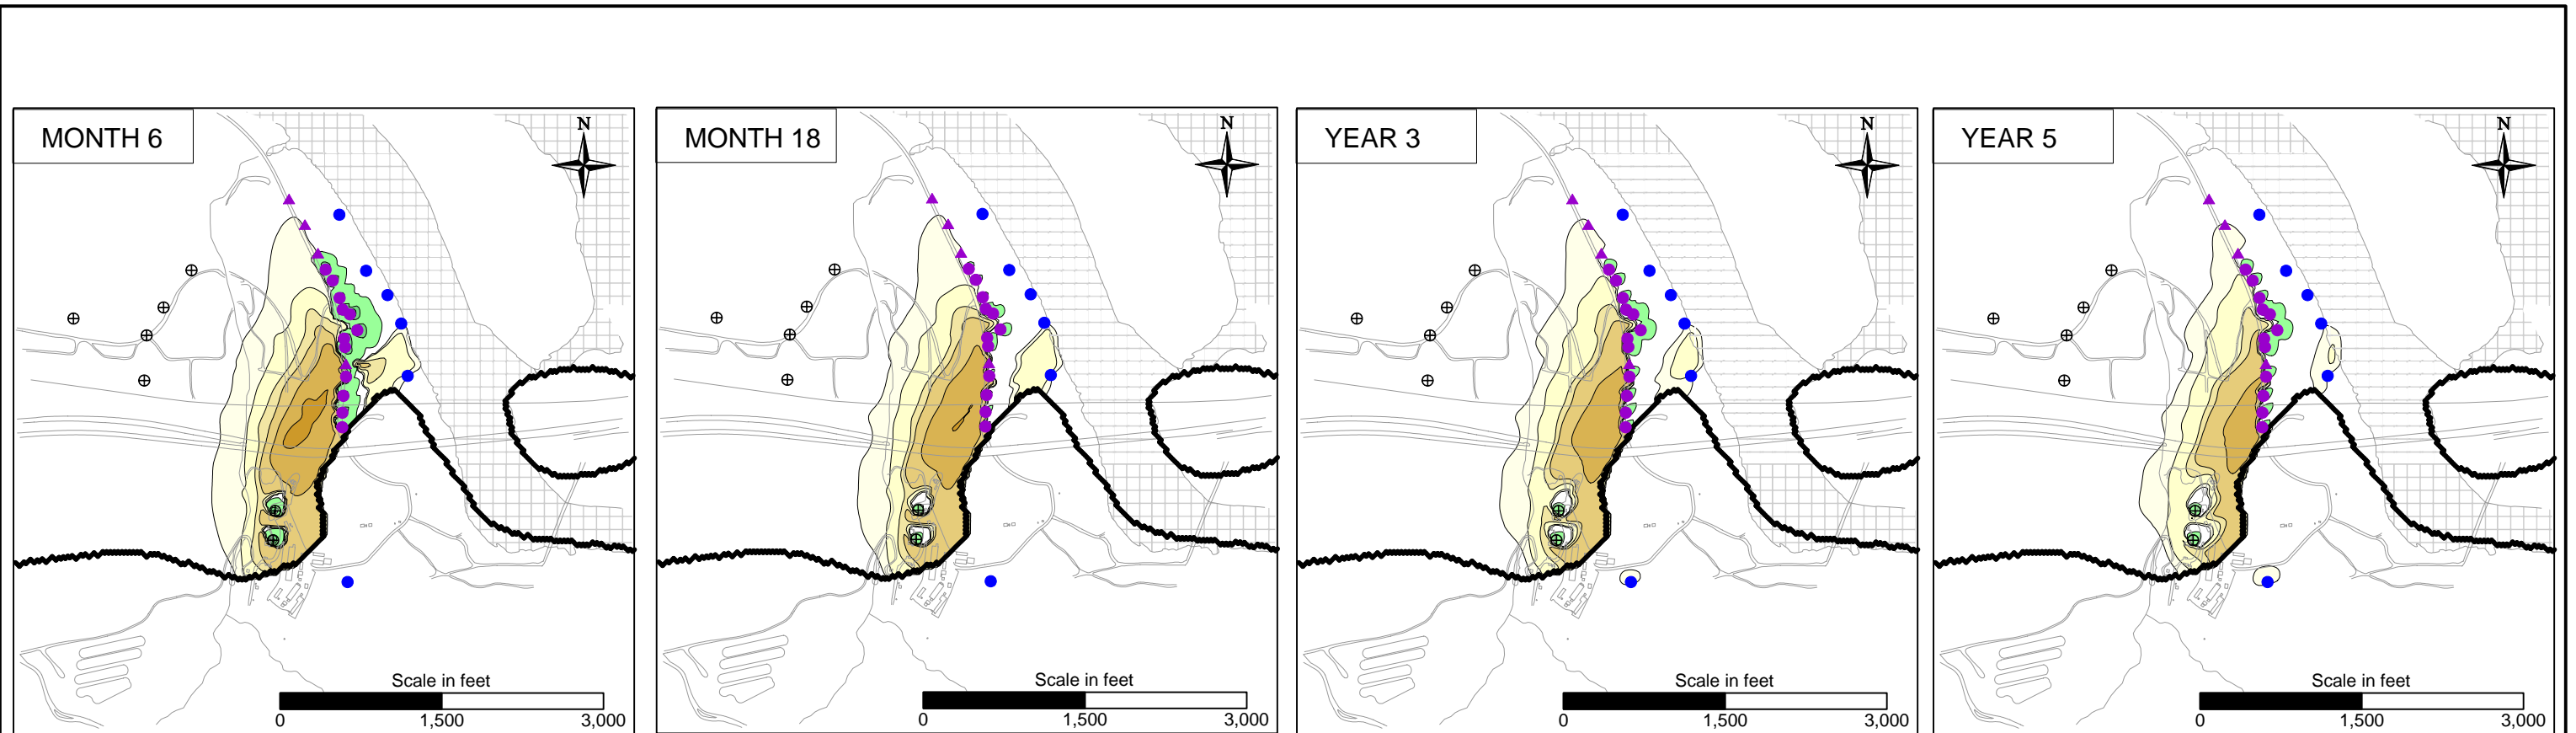 MONTH 6
N
Scale in feet
0 1,500 3,000
MONTH 18
N
Scale in feet
0 1,500 3,000
YEAR 3
N
Scale in feet
0 1,500 3,000
YEAR 5
N
Scale in feet
0 1,500 3,000